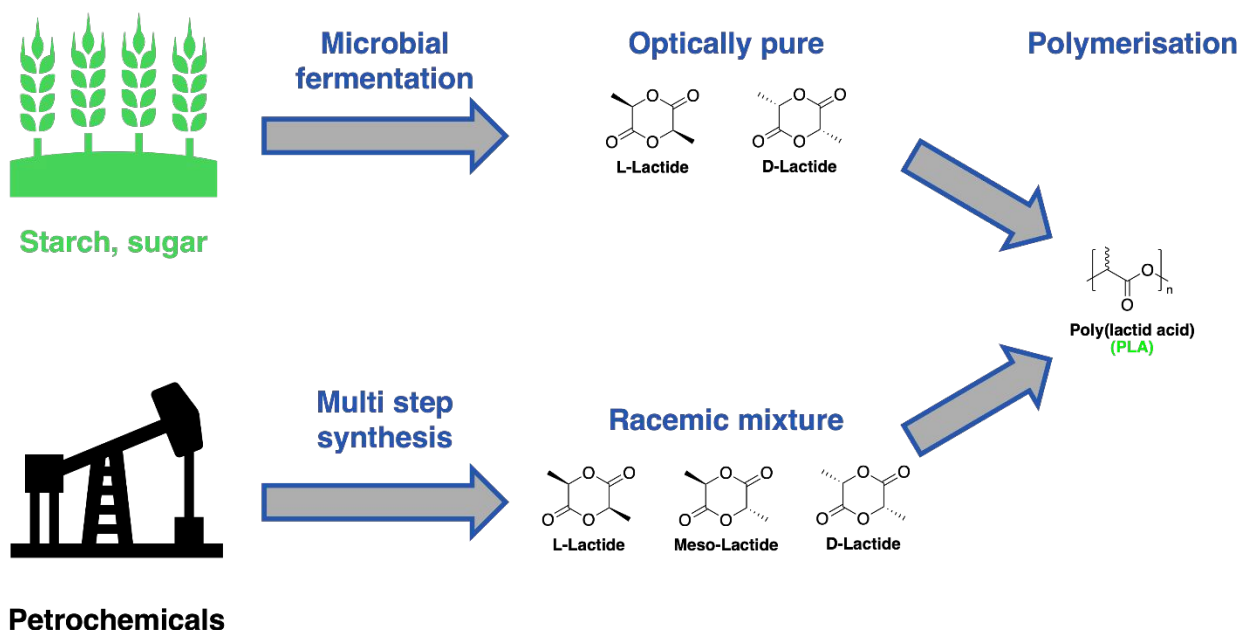 Microbial
fermentation
Optically pure
Polymerisation
O
O
O
O
L-Lactide
O
O
O
O
D-Lactide
Starch, sugar
O
O
n
Poly(lactid acid)
(PLA)
Multi step
synthesis
Racemic mixture
O
O
O
O
L-Lactide
O
O
O
O
Meso-Lactide
O
O
O
O
D-Lactide
Petrochemicals